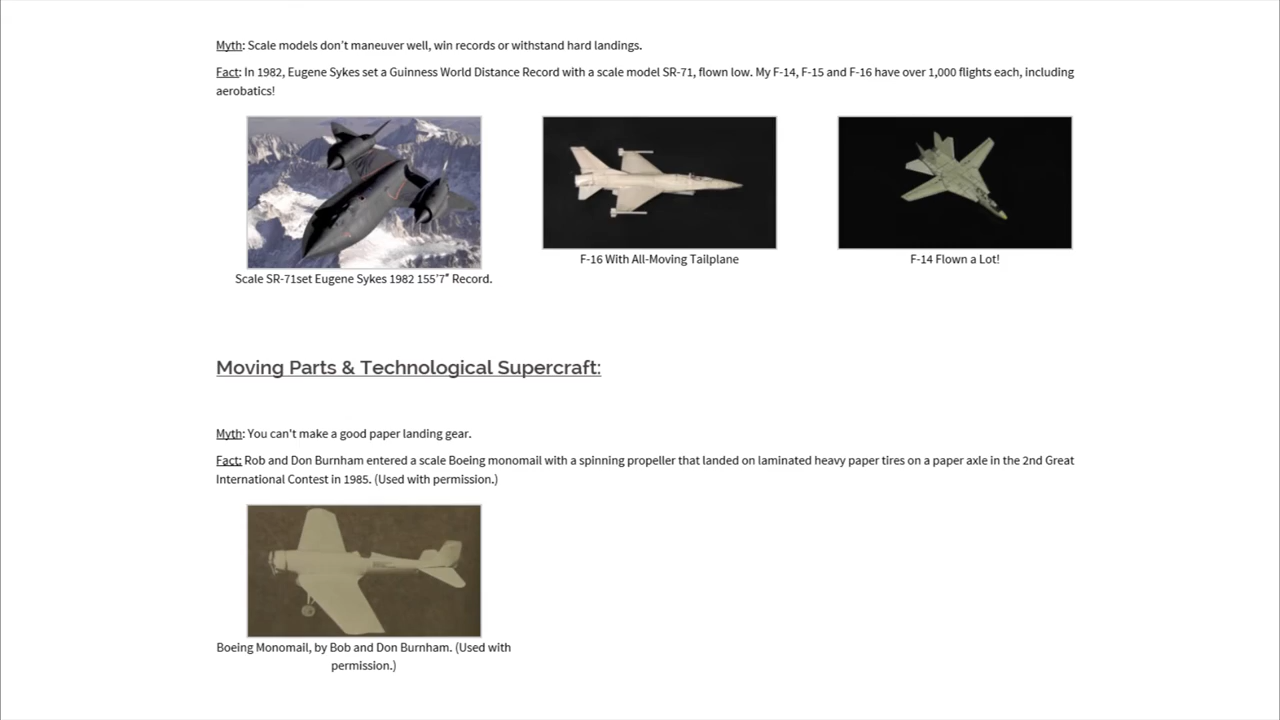 Myth: Scale models don't maneuver well, win records or withstand hard landings.
Fact: In 1982, Eugene Sykes set a Guinness World Distance Record with a scale model SR-71, flown low. My F-14, F-15 and F-16 have over 1,000 flights each, including
aerobatics!
Scale SR-71set Eugene Sykes 1982 155'7″ Record.
F-16 With All-Moving Tailplane
F-14 Flown a Lot!
Moving Parts & Technological Supercraft:
Myth: You can't make a good paper landing gear.
Fact: Rob and Don Burnham entered a scale Boeing monomail with a spinning propeller that landed on laminated heavy paper tires on a paper axle in the 2nd Great
International Contest in 1985. (Used with permission.)
Boeing Monomail, by Bob and Don Burnham. (Used with
permission.)